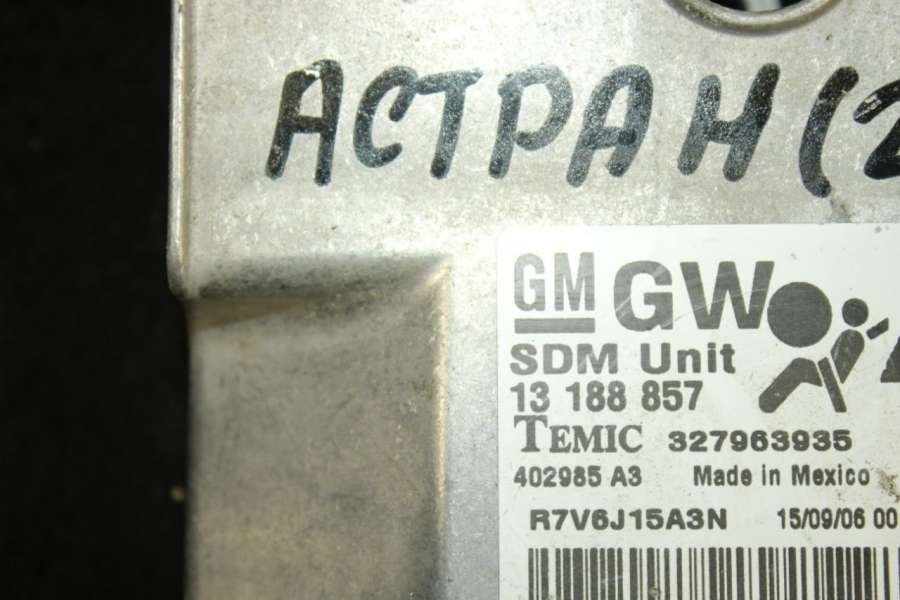 АСТРА Н (2
GM GW
SDM Unit
13 188 857
TEMIC 327963935
402985 A3 Made in Mexico
R7V6J15A3N 15/09/06 00